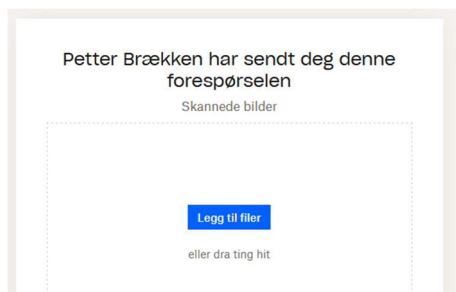 Petter Brækken har sendt deg denne
forespørselen
Skannede bilder
Legg til filer
eller dra ting hit